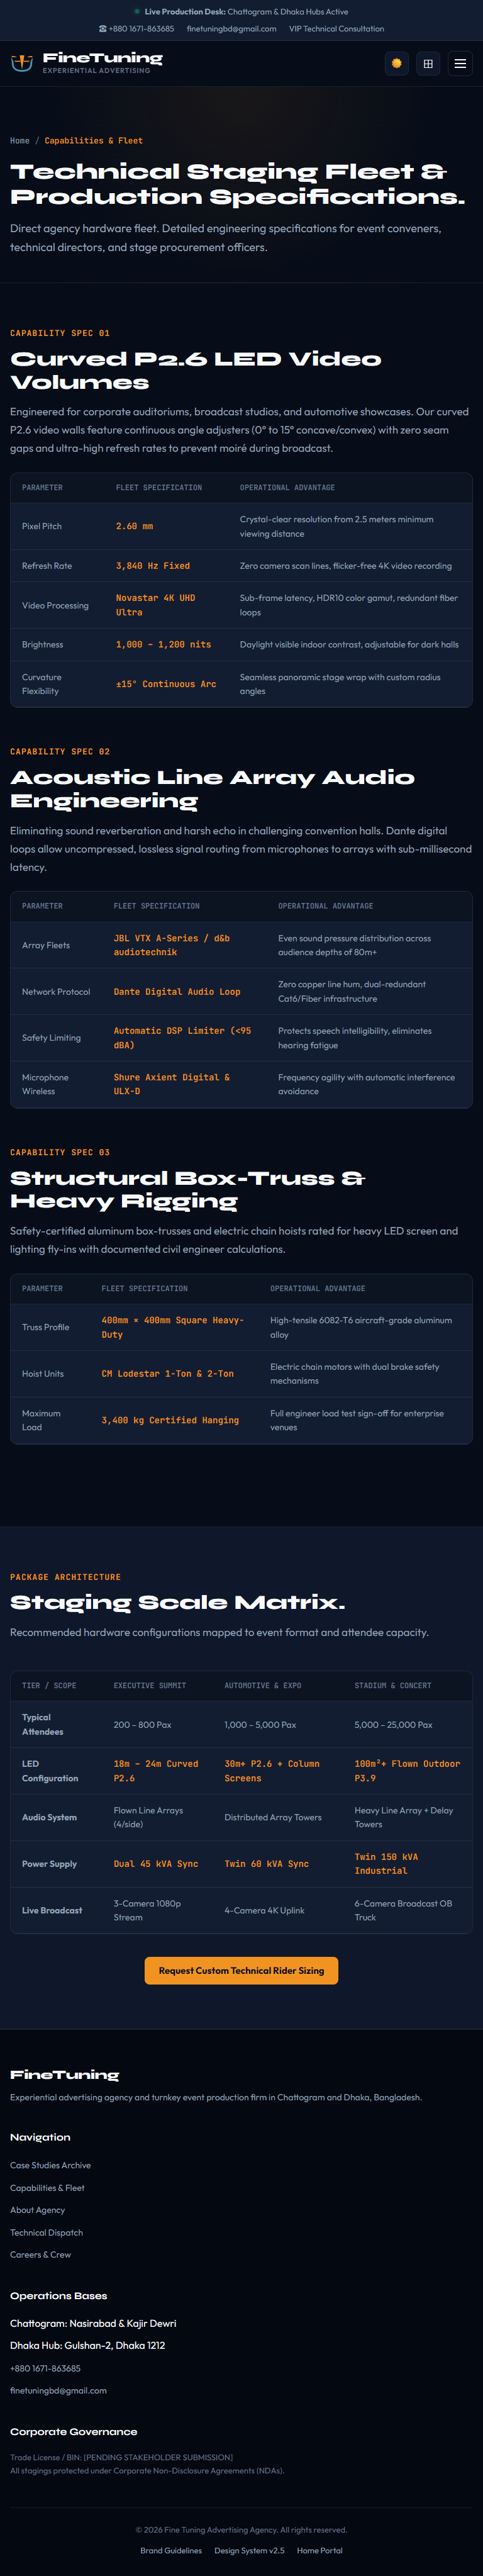 Live Production Desk: Chattogram & Dhaka Hubs Active
☎ +880 1671-863685 finetuningbd@gmail.com VIP Technical Consultation
FineTuning
EXPERIENTIAL ADVERTISING
Home / Capabilities & Fleet
Technical Staging Fleet &
Production Specifications.
Direct agency hardware fleet. Detailed engineering specifications for event conveners,
technical directors, and stage procurement officers.
CAPABILITY SPEC 01
Curved P2.6 LED Video
Volumes
Engineered for corporate auditoriums, broadcast studios, and automotive showcases. Our curved
P2.6 video walls feature continuous angle adjusters (0° to 15° concave/convex) with zero seam
gaps and ultra-high refresh rates to prevent moiré during broadcast.
PARAMETER FLEET SPECIFICATION OPERATIONAL ADVANTAGE
Pixel Pitch 2.60 mm Crystal-clear resolution from 2.5 meters minimum
viewing distance
Refresh Rate 3,840 Hz Fixed Zero camera scan lines, flicker-free 4K video recording
Video Processing Novastar 4K UHD
Ultra Sub-frame latency, HDR10 color gamut, redundant fiber
loops
Brightness 1,000 – 1,200 nits Daylight visible indoor contrast, adjustable for dark halls
Curvature
Flexibility ±15° Continuous Arc Seamless panoramic stage wrap with custom radius
angles
CAPABILITY SPEC 02
Acoustic Line Array Audio
Engineering
Eliminating sound reverberation and harsh echo in challenging convention halls. Dante digital
loops allow uncompressed, lossless signal routing from microphones to arrays with sub-millisecond
latency.
PARAMETER FLEET SPECIFICATION OPERATIONAL ADVANTAGE
Array Fleets JBL VTX A-Series / d&b
audiotechnik Even sound pressure distribution across
audience depths of 80m+
Network Protocol Dante Digital Audio Loop Zero copper line hum, dual-redundant
Cat6/Fiber infrastructure
Safety Limiting Automatic DSP Limiter (<95
dBA) Protects speech intelligibility, eliminates
hearing fatigue
Microphone
Wireless Shure Axient Digital &
ULX-D Frequency agility with automatic interference
avoidance
CAPABILITY SPEC 03
Structural Box-Truss &
Heavy Rigging
Safety-certified aluminum box-trusses and electric chain hoists rated for heavy LED screen and
lighting fly-ins with documented civil engineer calculations.
PARAMETER FLEET SPECIFICATION OPERATIONAL ADVANTAGE
Truss Profile 400mm × 400mm Square Heavy-
Duty High-tensile 6082-T6 aircraft-grade aluminum
alloy
Hoist Units CM Lodestar 1-Ton & 2-Ton Electric chain motors with dual brake safety
mechanisms
Maximum
Load 3,400 kg Certified Hanging Full engineer load test sign-off for enterprise
venues
PACKAGE ARCHITECTURE
Staging Scale Matrix.
Recommended hardware configurations mapped to event format and attendee capacity.
TIER / SCOPE EXECUTIVE SUMMIT AUTOMOTIVE & EXPO STADIUM & CONCERT
Typical
Attendees 200 – 800 Pax 1,000 – 5,000 Pax 5,000 – 25,000 Pax
LED
Configuration 18m – 24m Curved
P2.6 30m+ P2.6 + Column
Screens 100m²+ Flown Outdoor
P3.9
Audio System Flown Line Arrays
(4/side) Distributed Array Towers Heavy Line Array + Delay
Towers
Power Supply Dual 45 kVA Sync Twin 60 kVA Sync Twin 150 kVA
Industrial
Live Broadcast 3-Camera 1080p
Stream 4-Camera 4K Uplink 6-Camera Broadcast OB
Truck
Request Custom Technical Rider Sizing
FineTuning
Experiential advertising agency and turnkey event production firm in Chattogram and Dhaka, Bangladesh.
Navigation
Case Studies Archive
Capabilities & Fleet
About Agency
Technical Dispatch
Careers & Crew
Operations Bases
Chattogram: Nasirabad & Kajir Dewri
Dhaka Hub: Gulshan-2, Dhaka 1212
+880 1671-863685
finetuningbd@gmail.com
Corporate Governance
Trade License / BIN: [PENDING STAKEHOLDER SUBMISSION]
All stagings protected under Corporate Non-Disclosure Agreements (NDAs).
© 2026 Fine Tuning Advertising Agency. All rights reserved.
Brand Guidelines Design System v2.5 Home Portal